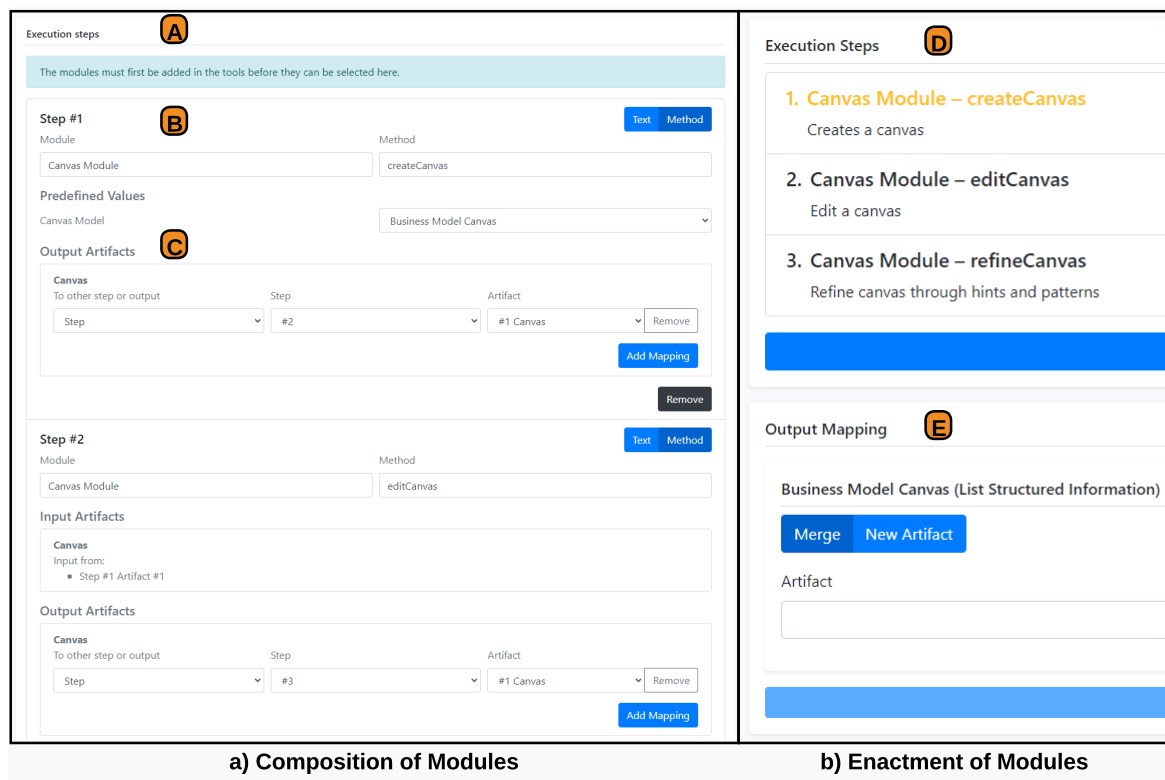 Execution steps
A
The modules must first be added in the tools before they can be selected here.
Step #1
B
Text Method
Module Method
Canvas Module createCanvas
Predefined Values
Canvas Model Business Model Canvas
Output Artifacts
C
Canvas
To other step or output Step Artifact
Step #2 #1 Canvas Remove
Add Mapping
Remove
Step #2
Text Method
Module Method
Canvas Module editCanvas
Input Artifacts
Canvas
Input from:
Step #1 Artifact #1
Output Artifacts
Canvas
To other step or output Step Artifact
Step #3 #1 Canvas Remove
Add Mapping
a) Composition of Modules
Execution Steps
D
1. Canvas Module – createCanvas
Creates a canvas
2. Canvas Module – editCanvas
Edit a canvas
3. Canvas Module – refineCanvas
Refine canvas through hints and patterns
Output Mapping
E
Business Model Canvas (List Structured Information)
Merge New Artifact
Artifact
b) Enactment of Modules